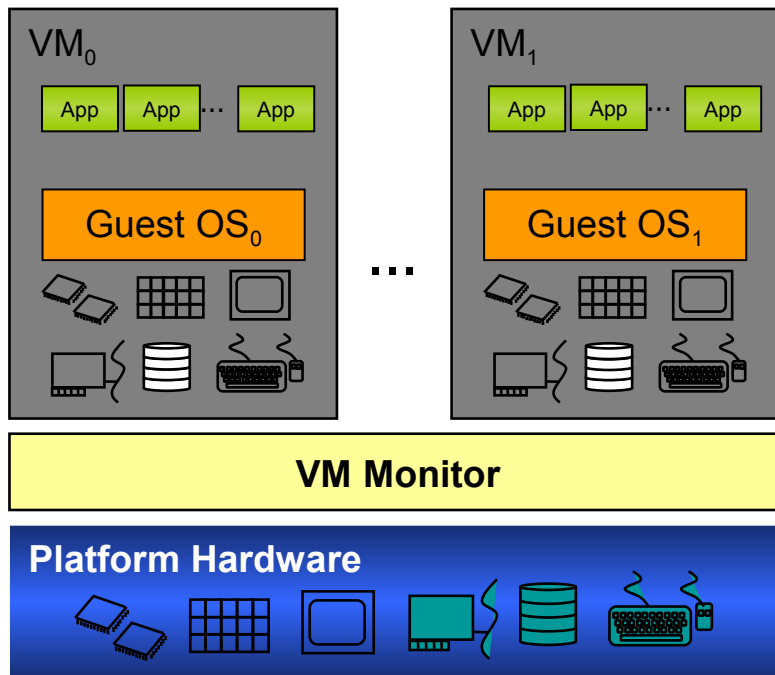 VM₀
App App ... App
Guest OS₀
...
VM₁
App App ... App
Guest OS₁
VM Monitor
Platform Hardware